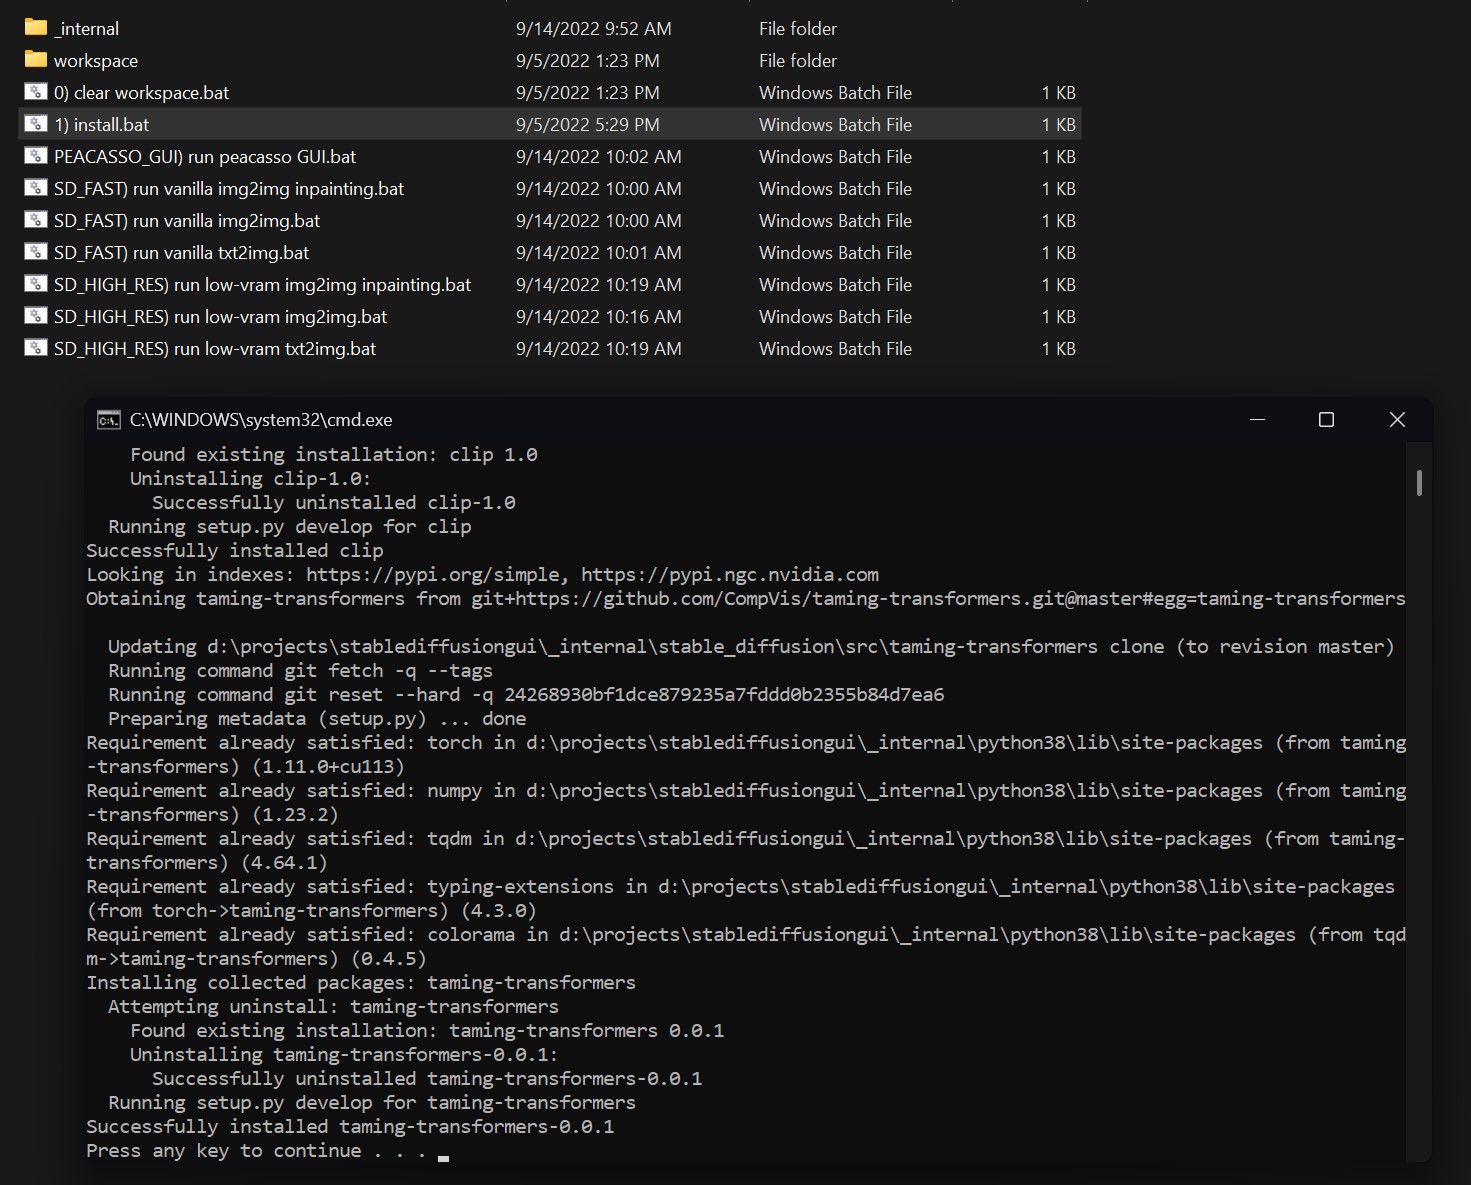 _internal 9/14/2022 9:52 AM File folder
workspace 9/5/2022 1:23 PM File folder
0) clear workspace.bat 9/5/2022 1:23 PM Windows Batch File 1 KB
1) install.bat 9/5/2022 5:29 PM Windows Batch File 1 KB
PEACASSO_GUI) run peacasso GUI.bat 9/14/2022 10:02 AM Windows Batch File 1 KB
SD_FAST) run vanilla img2img inpainting.bat 9/14/2022 10:00 AM Windows Batch File 1 KB
SD_FAST) run vanilla img2img.bat 9/14/2022 10:00 AM Windows Batch File 1 KB
SD_FAST) run vanilla txt2img.bat 9/14/2022 10:01 AM Windows Batch File 1 KB
SD_HIGH_RES) run low-vram img2img inpainting.bat 9/14/2022 10:19 AM Windows Batch File 1 KB
SD_HIGH_RES) run low-vram img2img.bat 9/14/2022 10:16 AM Windows Batch File 1 KB
SD_HIGH_RES) run low-vram txt2img.bat 9/14/2022 10:19 AM Windows Batch File 1 KB
C:\WINDOWS\system32\cmd.exe
Found existing installation: clip 1.0
Uninstalling clip-1.0:
Successfully uninstalled clip-1.0
Running setup.py develop for clip
Successfully installed clip
Looking in indexes: https://pypi.org/simple, https://pypi.ngc.nvidia.com
Obtaining taming-transformers from git+https://github.com/CompVis/taming-transformers.git@master#egg=taming-transformers
Updating d:\projects\stablediffusiongui\_internal\stable_diffusion\src\taming-transformers clone (to revision master)
Running command git fetch -q --tags
Running command git reset --hard -q 24268930bf1dce879235a7fddd0b2355b84d7ea6
Preparing metadata (setup.py) ... done
Requirement already satisfied: torch in d:\projects\stablediffusiongui\_internal\python38\lib\site-packages (from taming
-transformers) (1.11.0+cu113)
Requirement already satisfied: numpy in d:\projects\stablediffusiongui\_internal\python38\lib\site-packages (from taming
-transformers) (1.23.2)
Requirement already satisfied: tqdm in d:\projects\stablediffusiongui\_internal\python38\lib\site-packages (from taming-
transformers) (4.64.1)
Requirement already satisfied: typing-extensions in d:\projects\stablediffusiongui\_internal\python38\lib\site-packages
(from torch->taming-transformers) (4.3.0)
Requirement already satisfied: colorama in d:\projects\stablediffusiongui\_internal\python38\lib\site-packages (from tqd
m->taming-transformers) (0.4.5)
Installing collected packages: taming-transformers
Attempting uninstall: taming-transformers
Found existing installation: taming-transformers 0.0.1
Uninstalling taming-transformers-0.0.1:
Successfully uninstalled taming-transformers-0.0.1
Running setup.py develop for taming-transformers
Successfully installed taming-transformers-0.0.1
Press any key to continue . . .